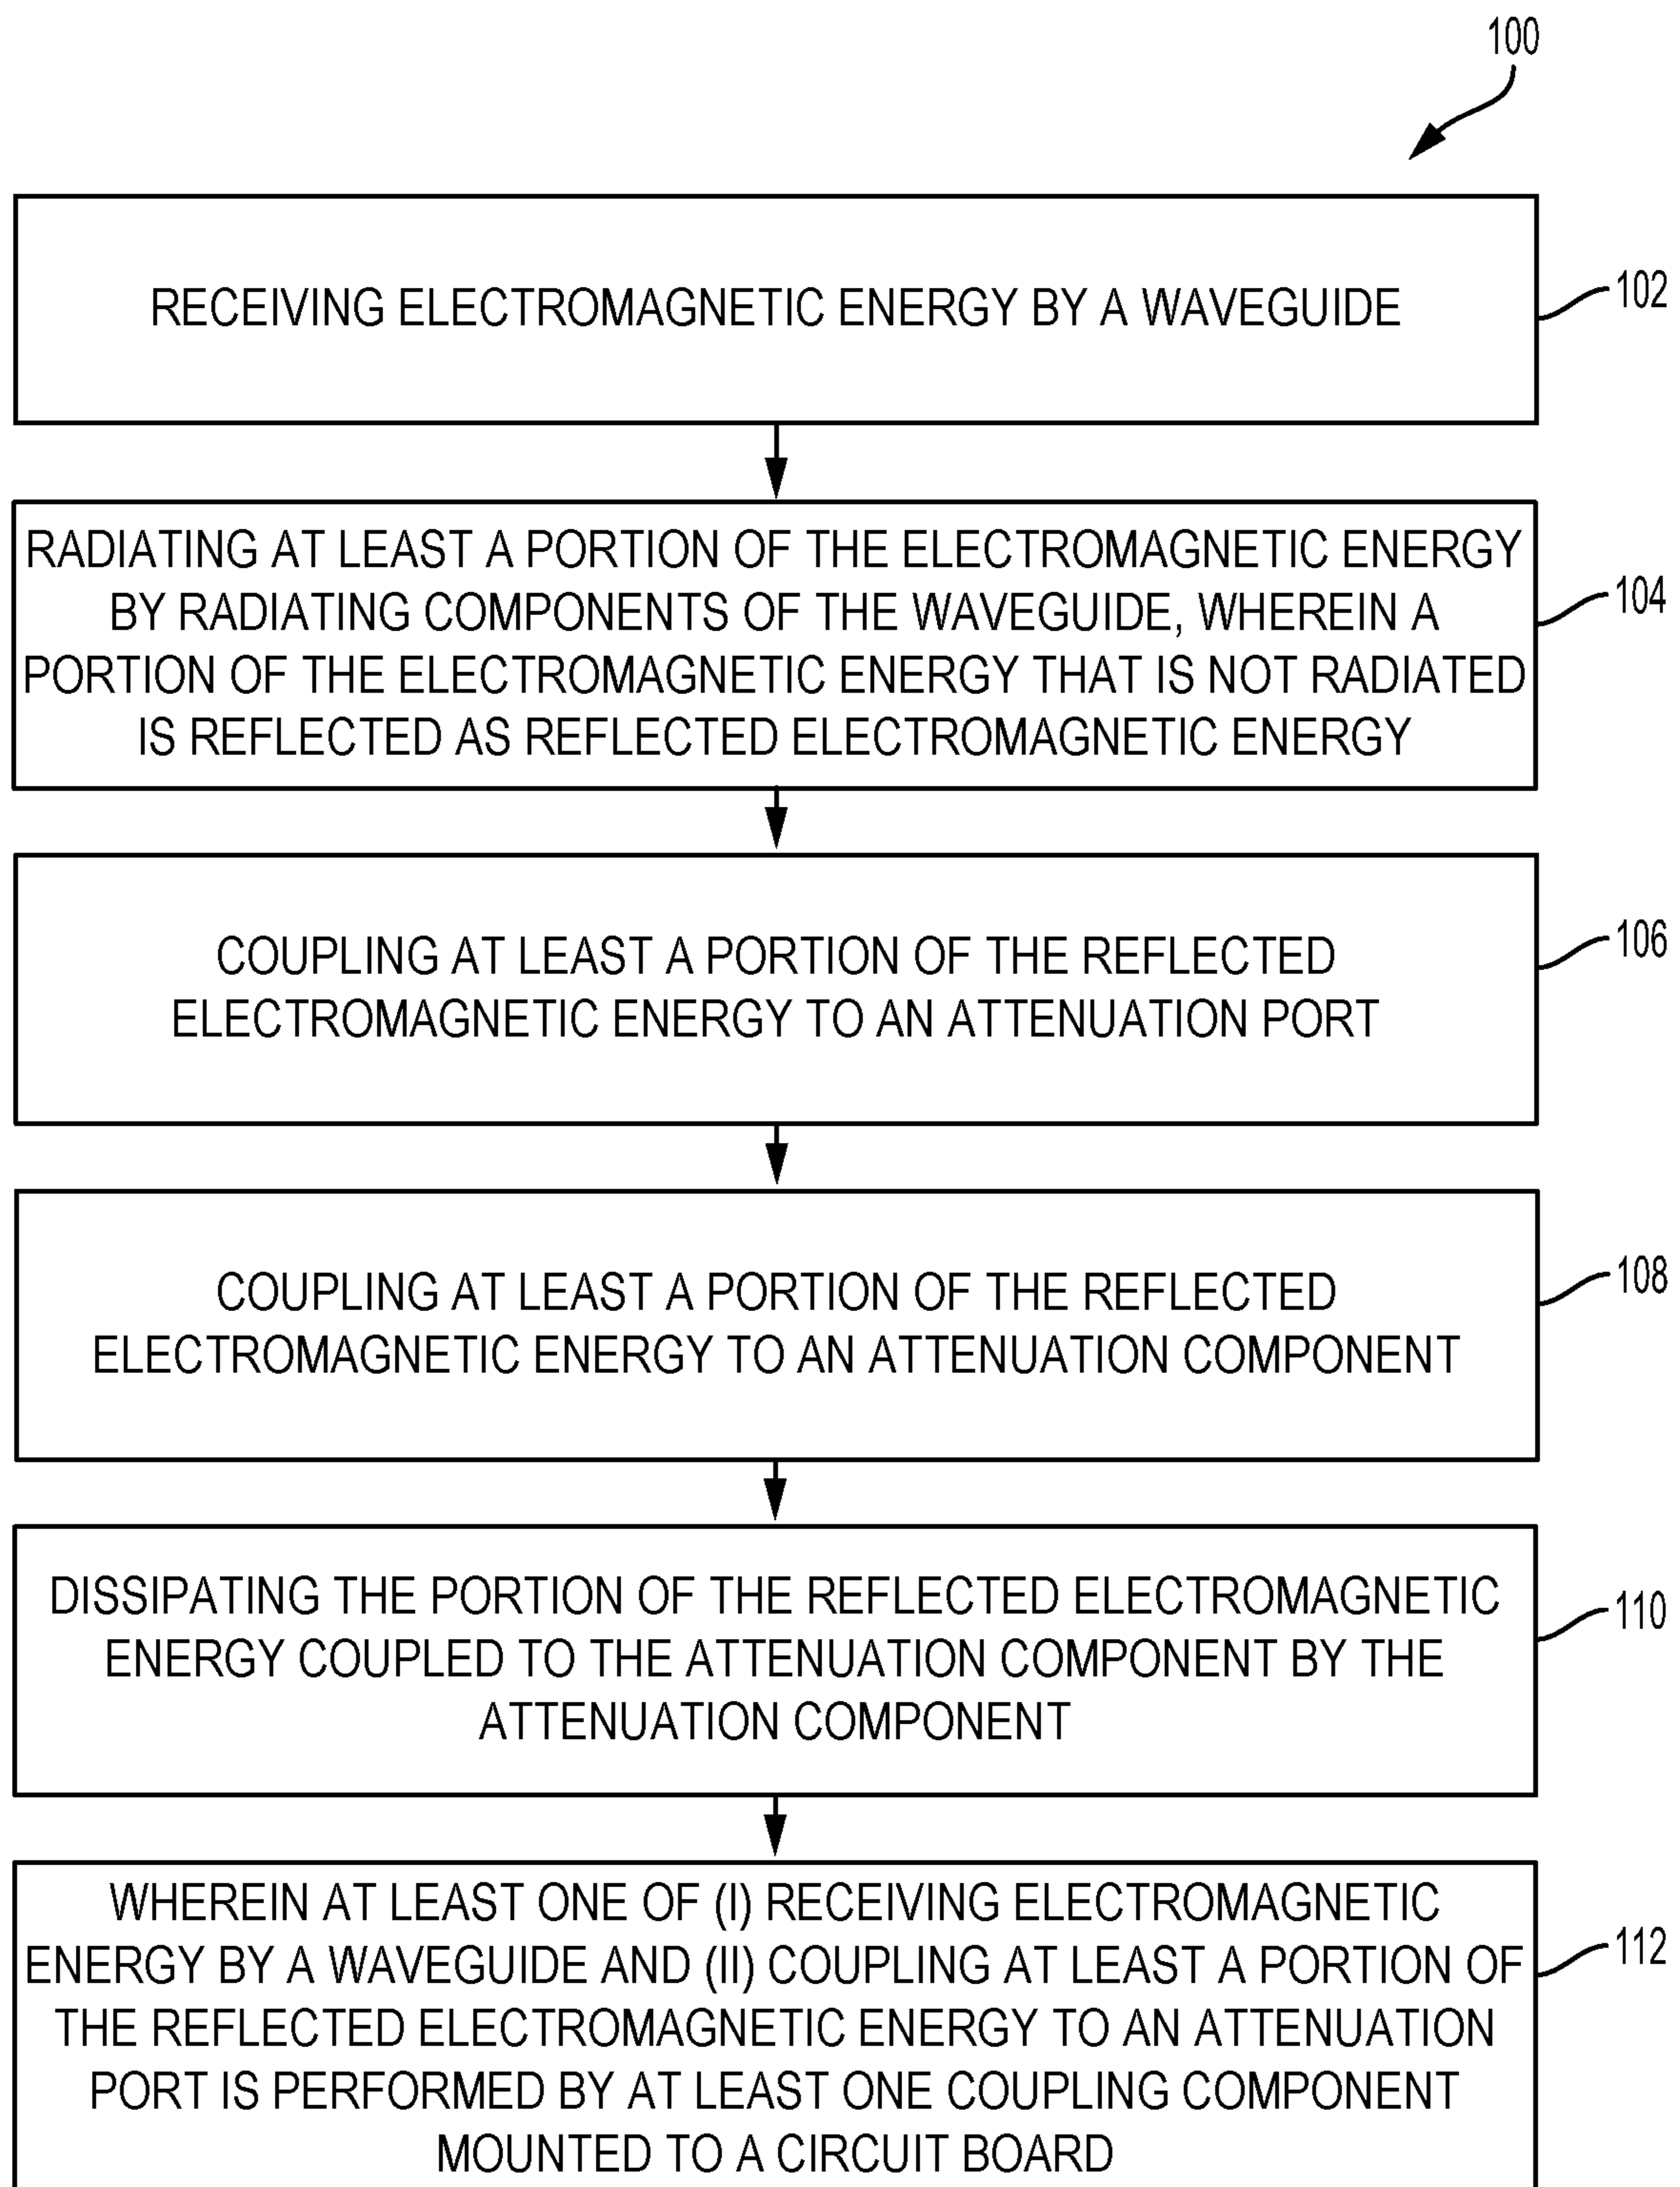 100
RECEIVING ELECTROMAGNETIC ENERGY BY A WAVEGUIDE
102
RADIATING AT LEAST A PORTION OF THE ELECTROMAGNETIC ENERGY
BY RADIATING COMPONENTS OF THE WAVEGUIDE, WHEREIN A
PORTION OF THE ELECTROMAGNETIC ENERGY THAT IS NOT RADIATED
IS REFLECTED AS REFLECTED ELECTROMAGNETIC ENERGY
104
COUPLING AT LEAST A PORTION OF THE REFLECTED
ELECTROMAGNETIC ENERGY TO AN ATTENUATION PORT
106
COUPLING AT LEAST A PORTION OF THE REFLECTED
ELECTROMAGNETIC ENERGY TO AN ATTENUATION COMPONENT
108
DISSIPATING THE PORTION OF THE REFLECTED ELECTROMAGNETIC
ENERGY COUPLED TO THE ATTENUATION COMPONENT BY THE
ATTENUATION COMPONENT
110
WHEREIN AT LEAST ONE OF (I) RECEIVING ELECTROMAGNETIC
ENERGY BY A WAVEGUIDE AND (II) COUPLING AT LEAST A PORTION OF
THE REFLECTED ELECTROMAGNETIC ENERGY TO AN ATTENUATION
PORT IS PERFORMED BY AT LEAST ONE COUPLING COMPONENT
MOUNTED TO A CIRCUIT BOARD
112